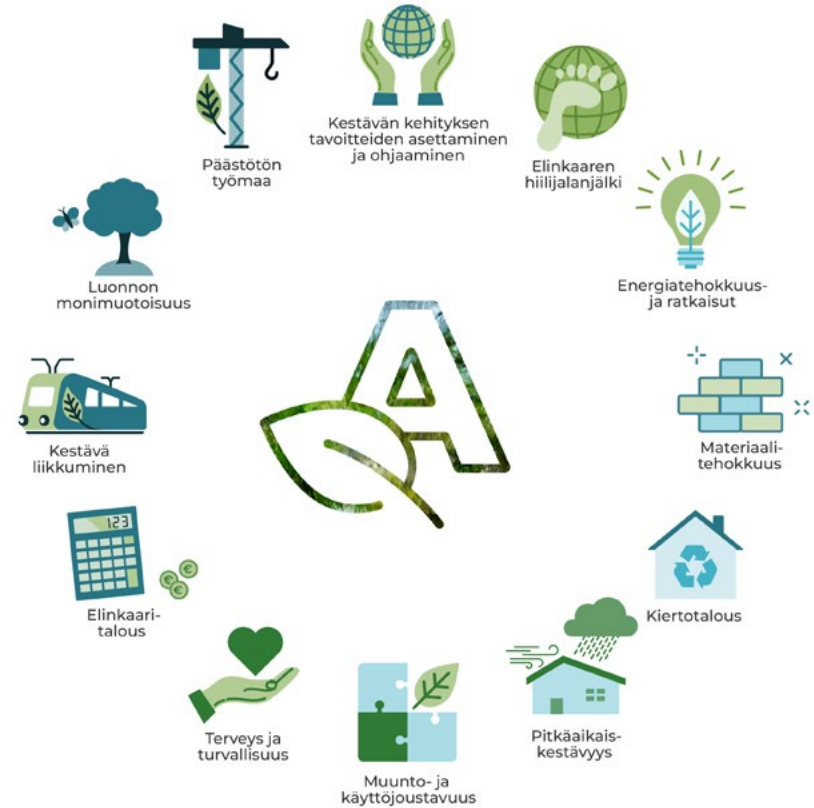 Kestävän kehityksen
tavoitteiden asettaminen
ja ohjaaminen
Elinkaaren
hiilijalanjälki
Energiatehokkuus-
ja ratkaisut
Materiaali-
tehokkuus
Kiertotalous
Pitkäaikais-
kestävyys
Muunto- ja
käyttöjoustavuus
Terveys ja
turvallisuus
123
Elinkaari-
talous
Kestävä
liikkuminen
Luonnon
monimuotoisuus
Päästötön
työmaa
A